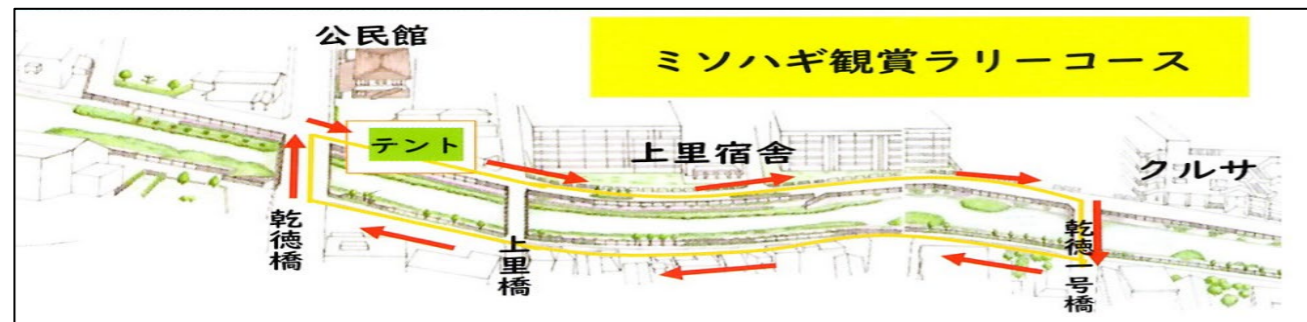 公民館
ミソハギ観賞ラリーコース
テント
上里宿舎
クルサ
乾徳橋
上里橋
乾徳一号橋